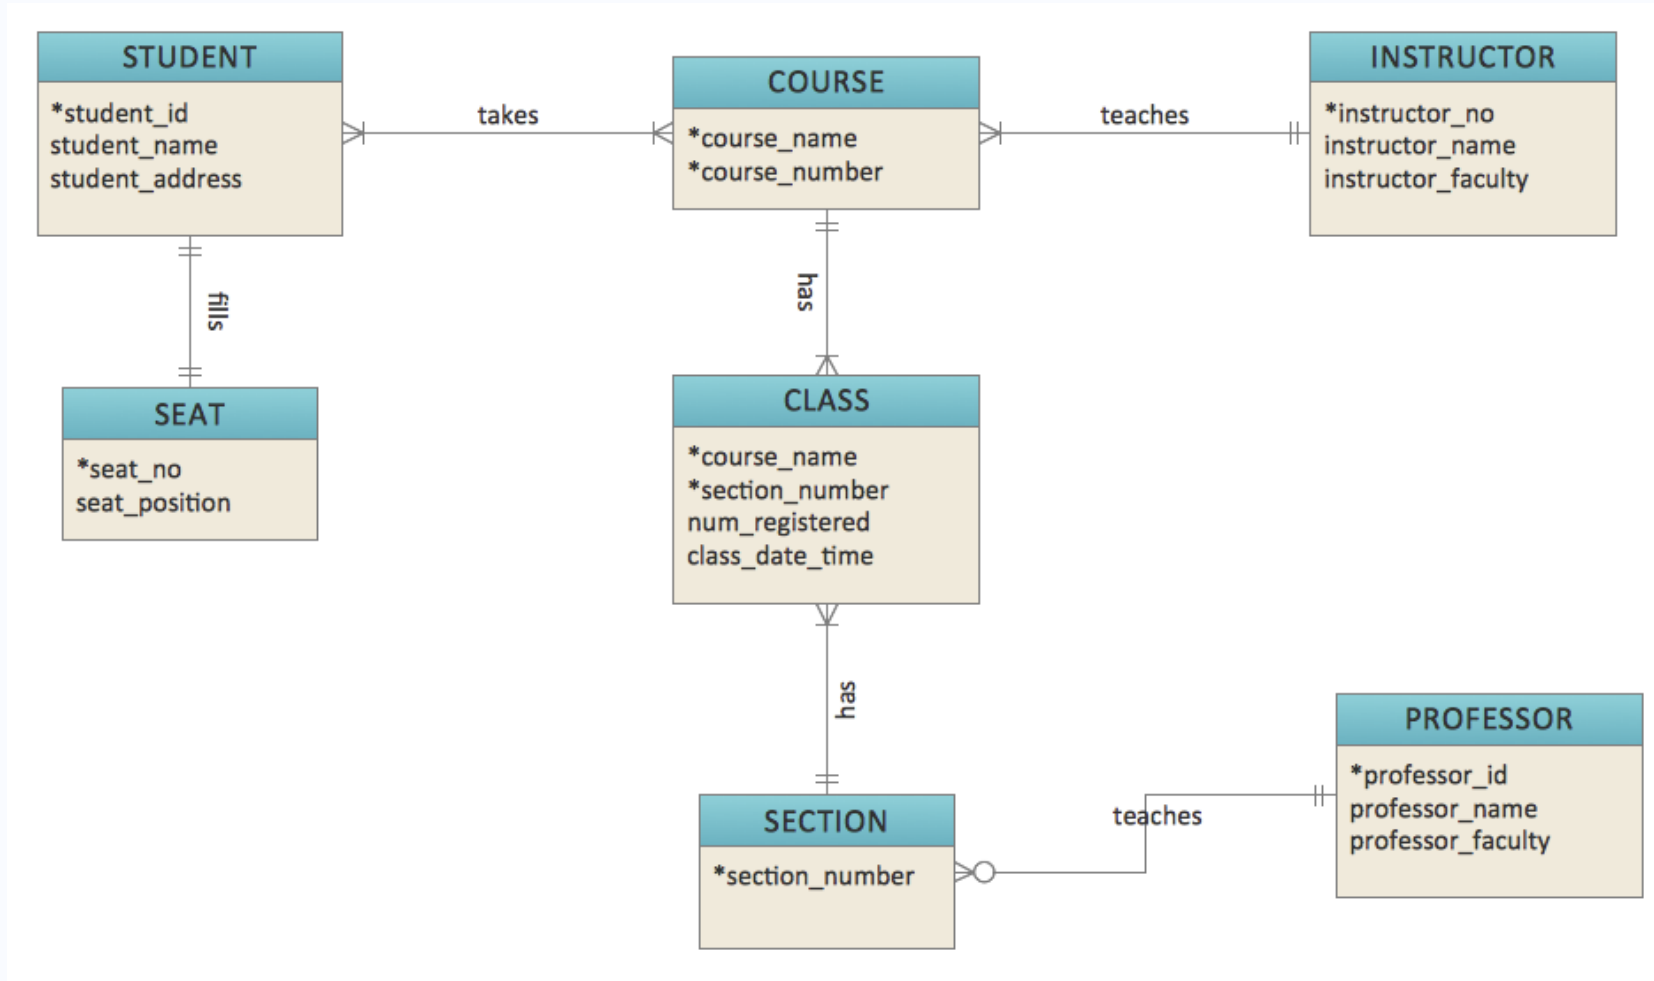 STUDENT
*student_id
student_name
student_address
takes
COURSE
*course_name
*course_number
teaches
INSTRUCTOR
*instructor_no
instructor_name
instructor_faculty
fills
has
SEAT
*seat_no
seat_position
CLASS
*course_name
*section_number
num_registered
class_date_time
has
SECTION
*section_number
teaches
PROFESSOR
*professor_id
professor_name
professor_faculty